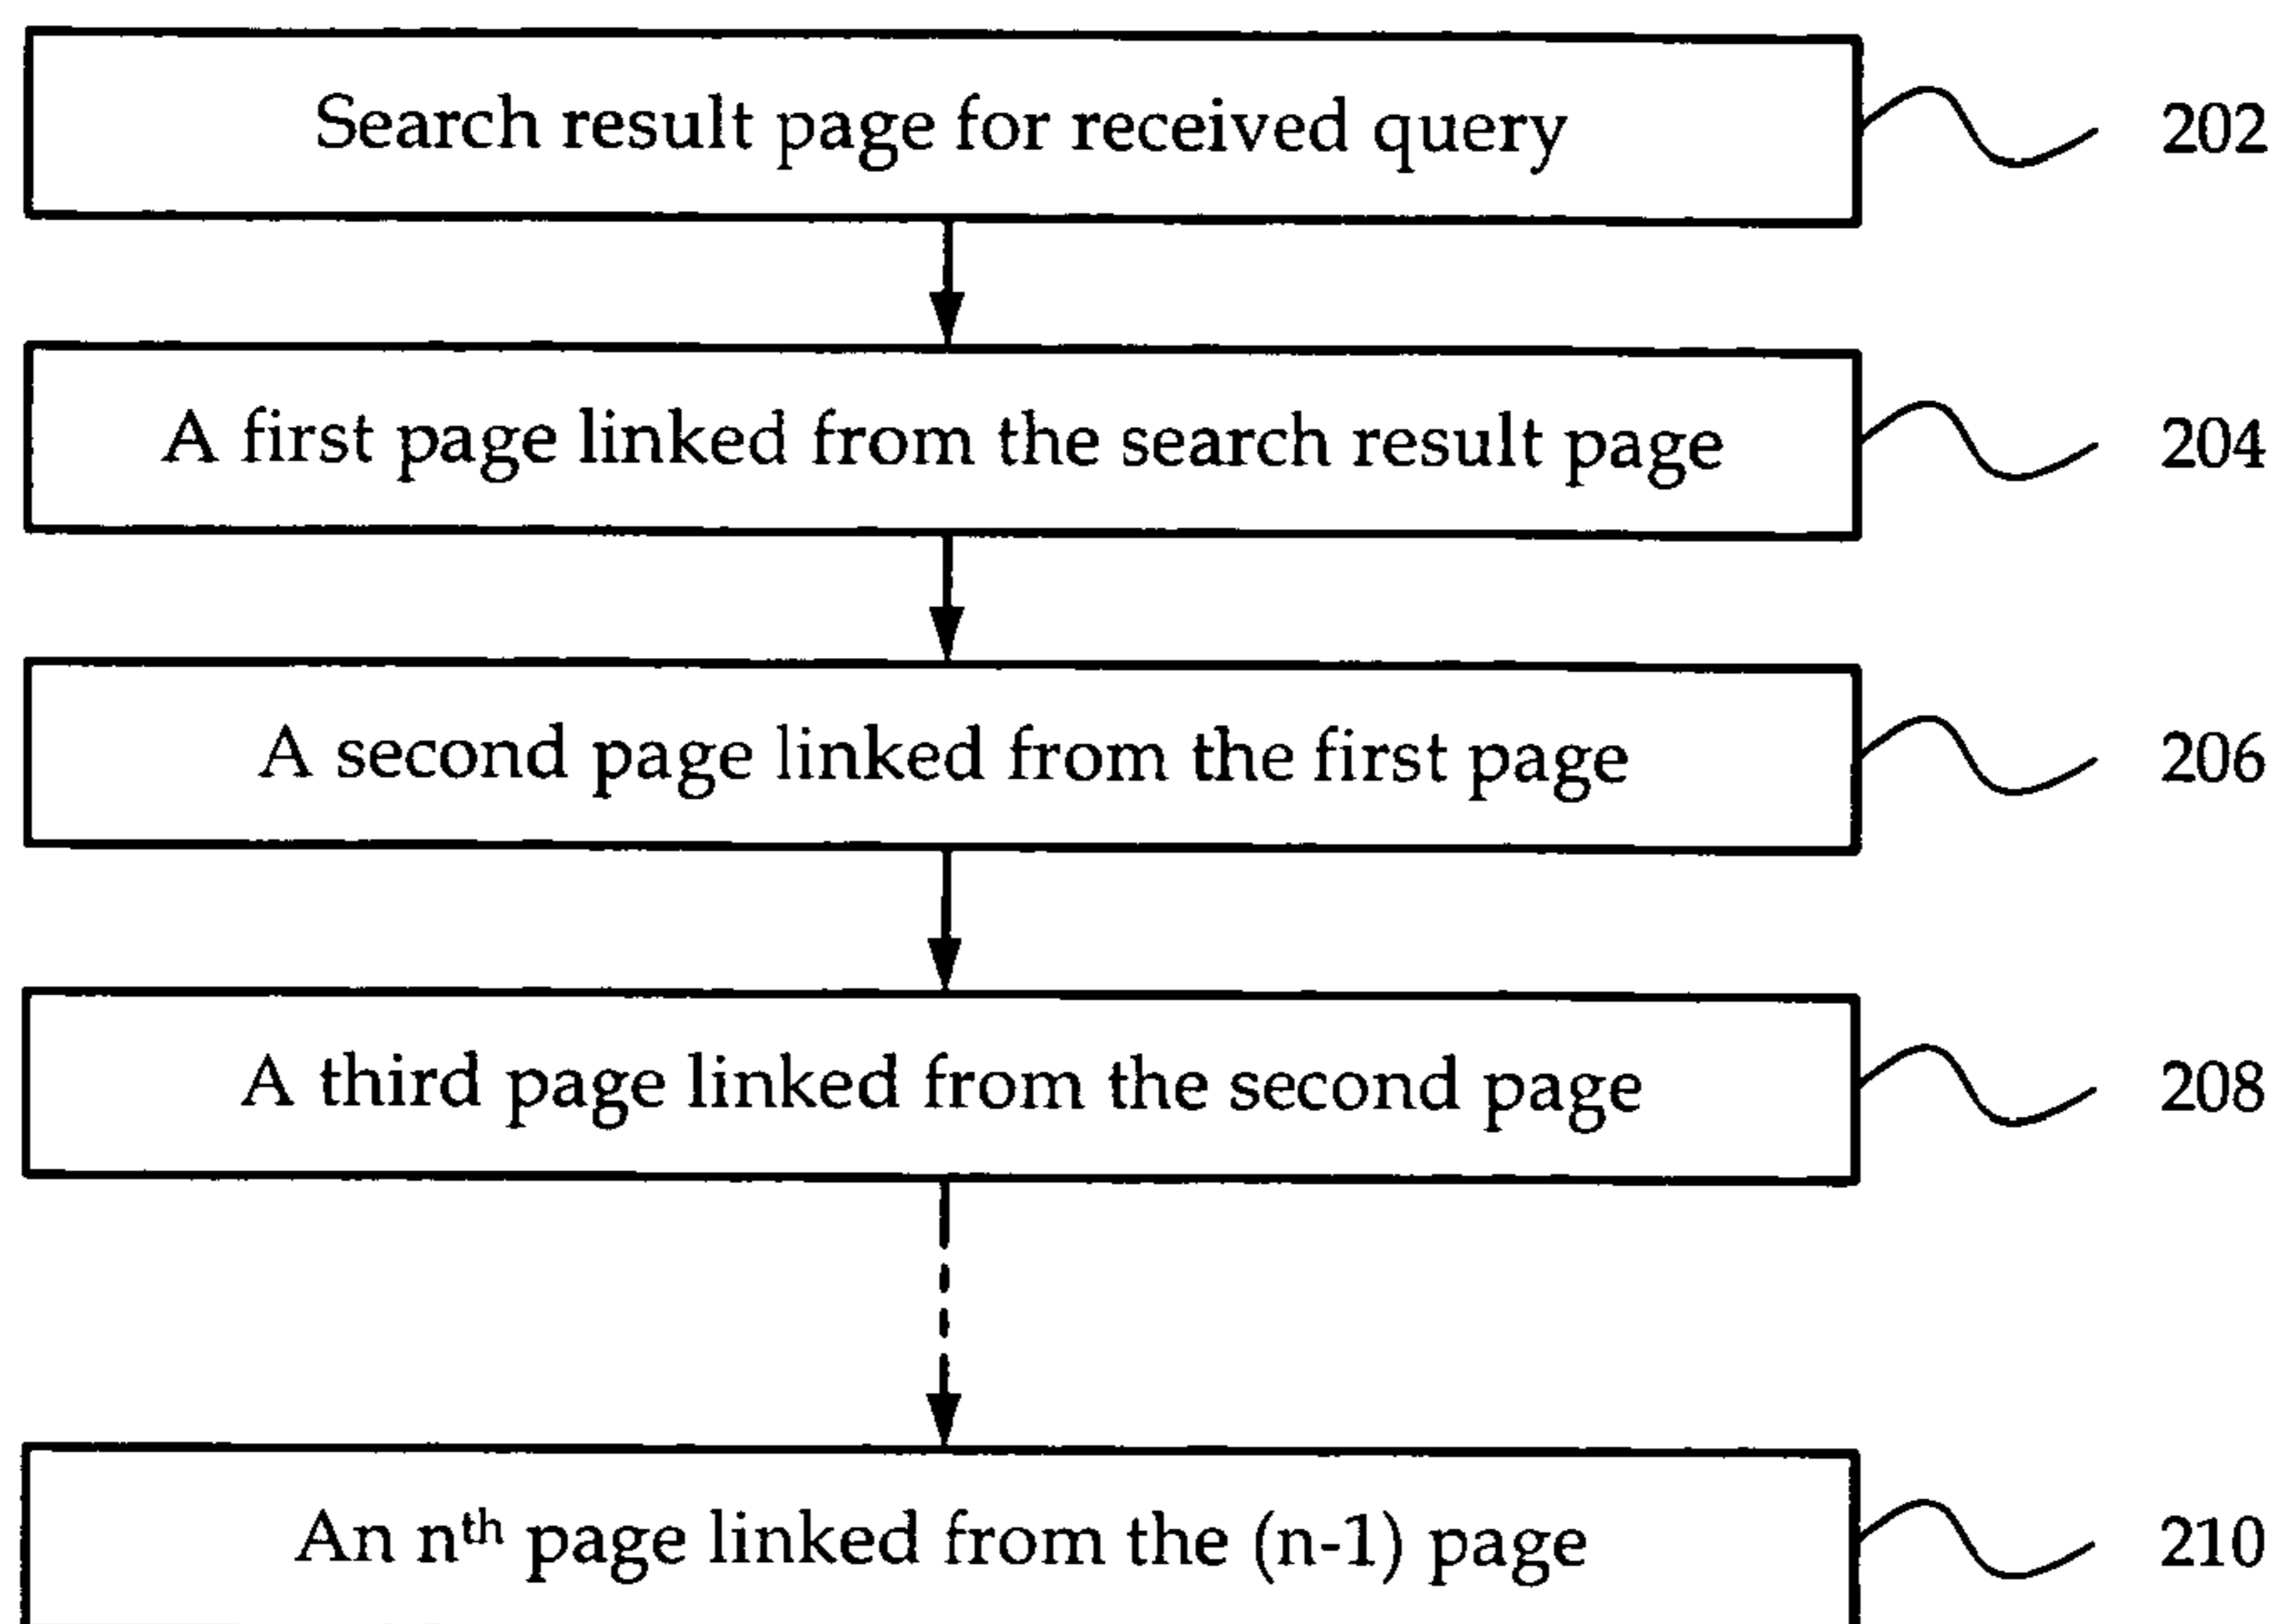 Search result page for received query 202
A first page linked from the search result page 204
A second page linked from the first page 206
A third page linked from the second page 208
An nth page linked from the (n-1) page 210